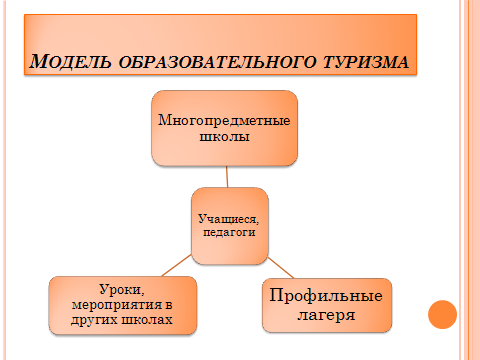 Модель образовательного туризма
Многопредметные
школы
Учащиеся,
педагоги
Уроки,
мероприятия в
других школах
Профильные
лагеря